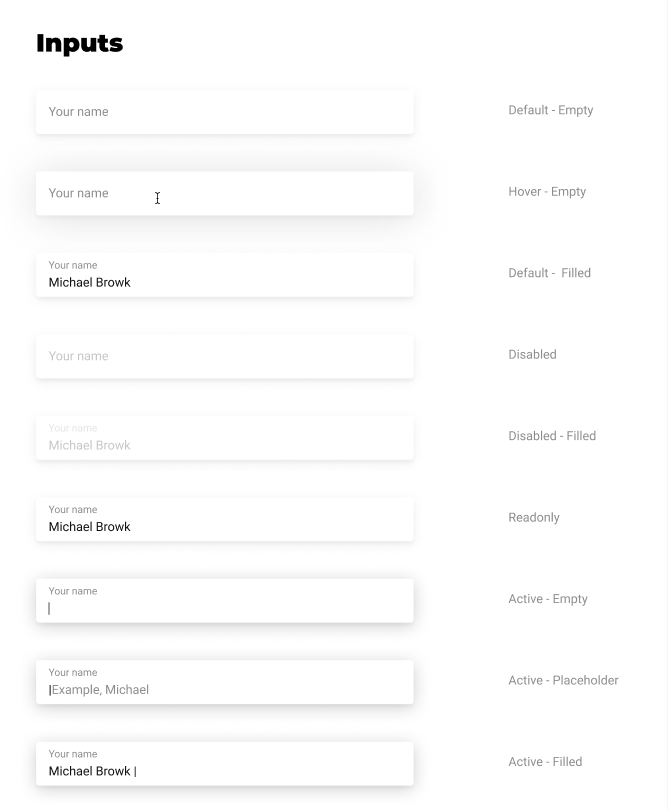 Inputs
Your name
Default - Empty
Your name
Hover - Empty
Your name
Michael Browk
Default -  Filled
Your name
Disabled
Your name
Michael Browk
Disabled - Filled
Your name
Michael Browk
Readonly
Your name
Active - Empty
Your name
Example, Michael
Active - Placeholder
Your name
Michael Browk
Active - Filled